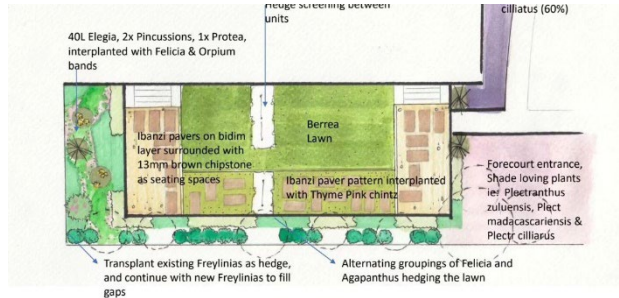 Hedge screening between
units
cilliatus (60%)
40L Elegia, 2x Pincussions, 1x Protea,
interplanted with Felicia & Orpium
bands
Berrea
Lawn
Ibanzi pavers on bidim
layer surrounded with
13mm brown chipstone
as seating spaces
Ibanzi paver pattern interplanted
with Thyme Pink chintz
Forecourt entrance,
Shade loving plants
ier Plectranthus
zuluensis, Plect
madacascariensis &
Plectr cilliarus
Transplant existing Freylinias as hedge,
and continue with new Freylinias to fill
gaps
Alternating groupings of Felicia and
Agapanthus hedging the lawn